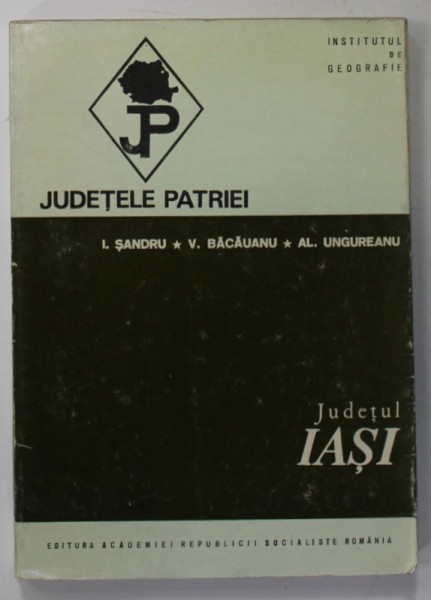 INSTITUTUL
DE
GEOGRAFIE
JP
JUDEȚELE PATRIEI
I. ȘANDRU ★ V. BĂCĂUANU ★ AL. UNGUREANU
Județul
IAȘI
EDITURA ACADEMIEI REPUBLICII SOCIALISTE ROMÂNIA